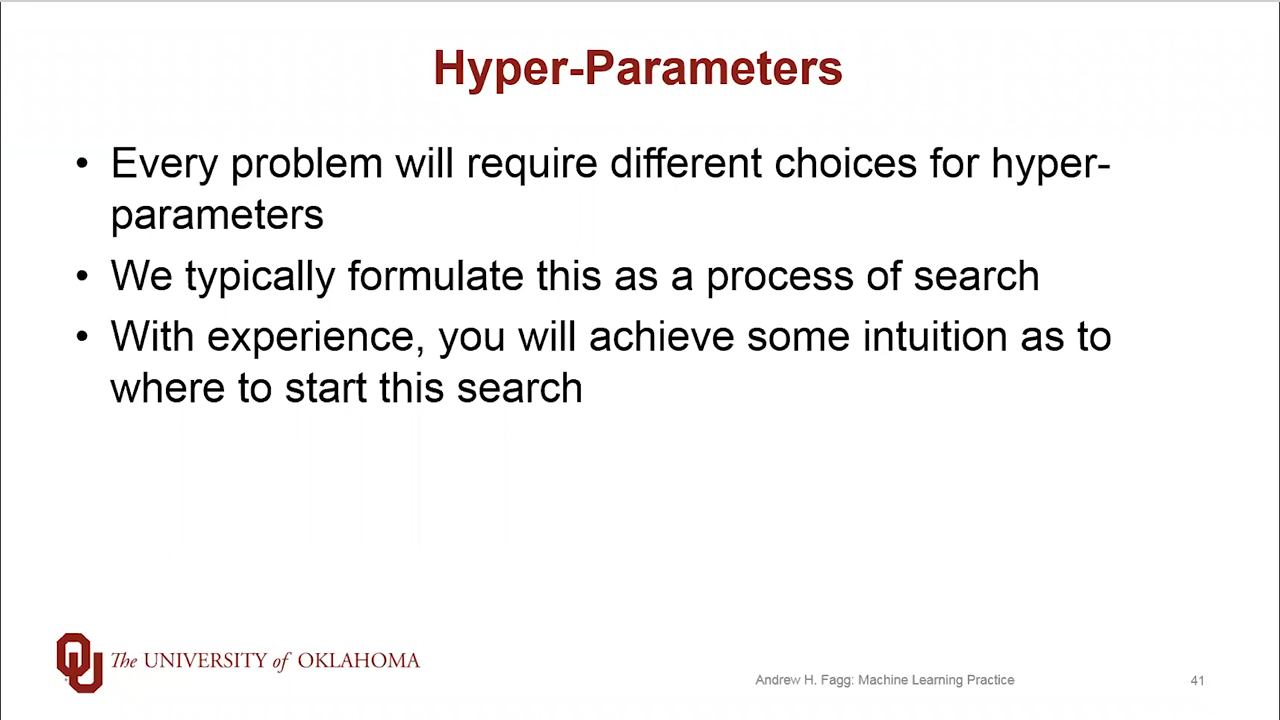 Hyper-Parameters
• Every problem will require different choices for hyper-
parameters
• We typically formulate this as a process of search
• With experience, you will achieve some intuition as to
where to start this search
The UNIVERSITY of OKLAHOMA
Andrew H. Fagg: Machine Learning Practice
41